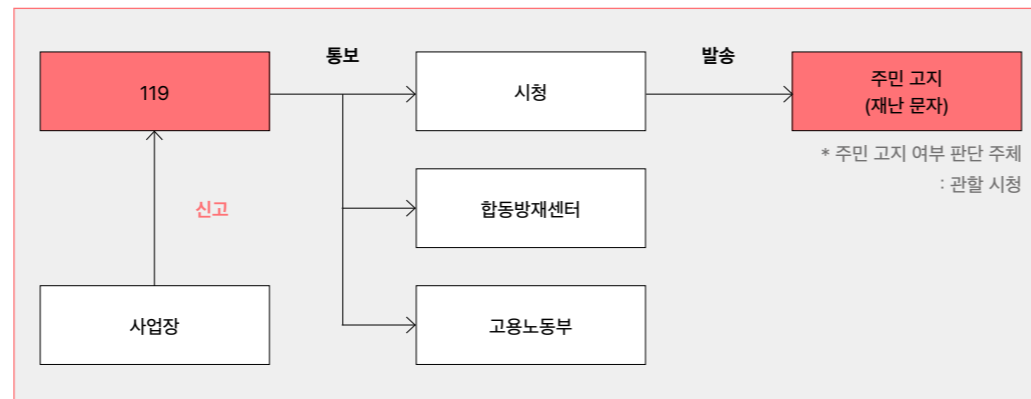 통보
발송
119
시청
주민 고지
(재난 문자)
* 주민 고지 여부 판단 주체
: 관할 시청
신고
합동방재센터
사업장
고용노동부